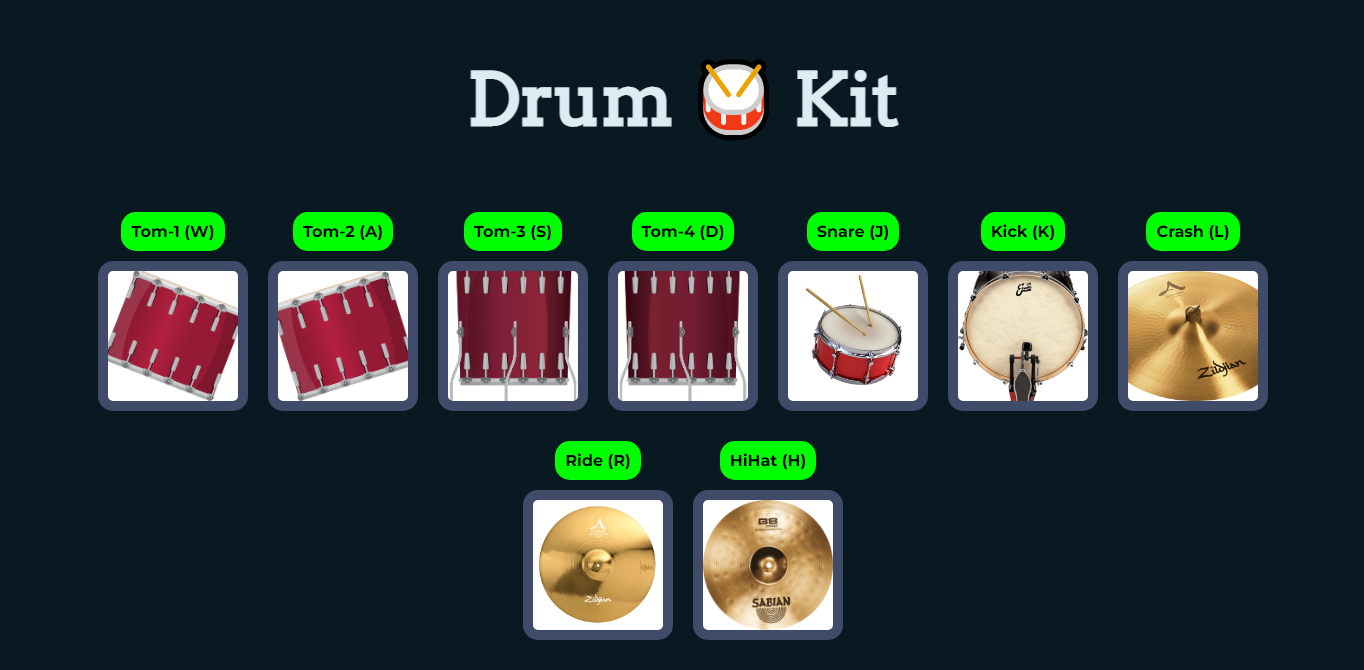 Drum Kit
Tom-1 (W)
Tom-2 (A)
Tom-3 (S)
Tom-4 (D)
Snare (J)
Kick (K)
Crash (L)
Zildjian
Ride (R)
HiHat (H)
Zildjian
B8
SABIAN